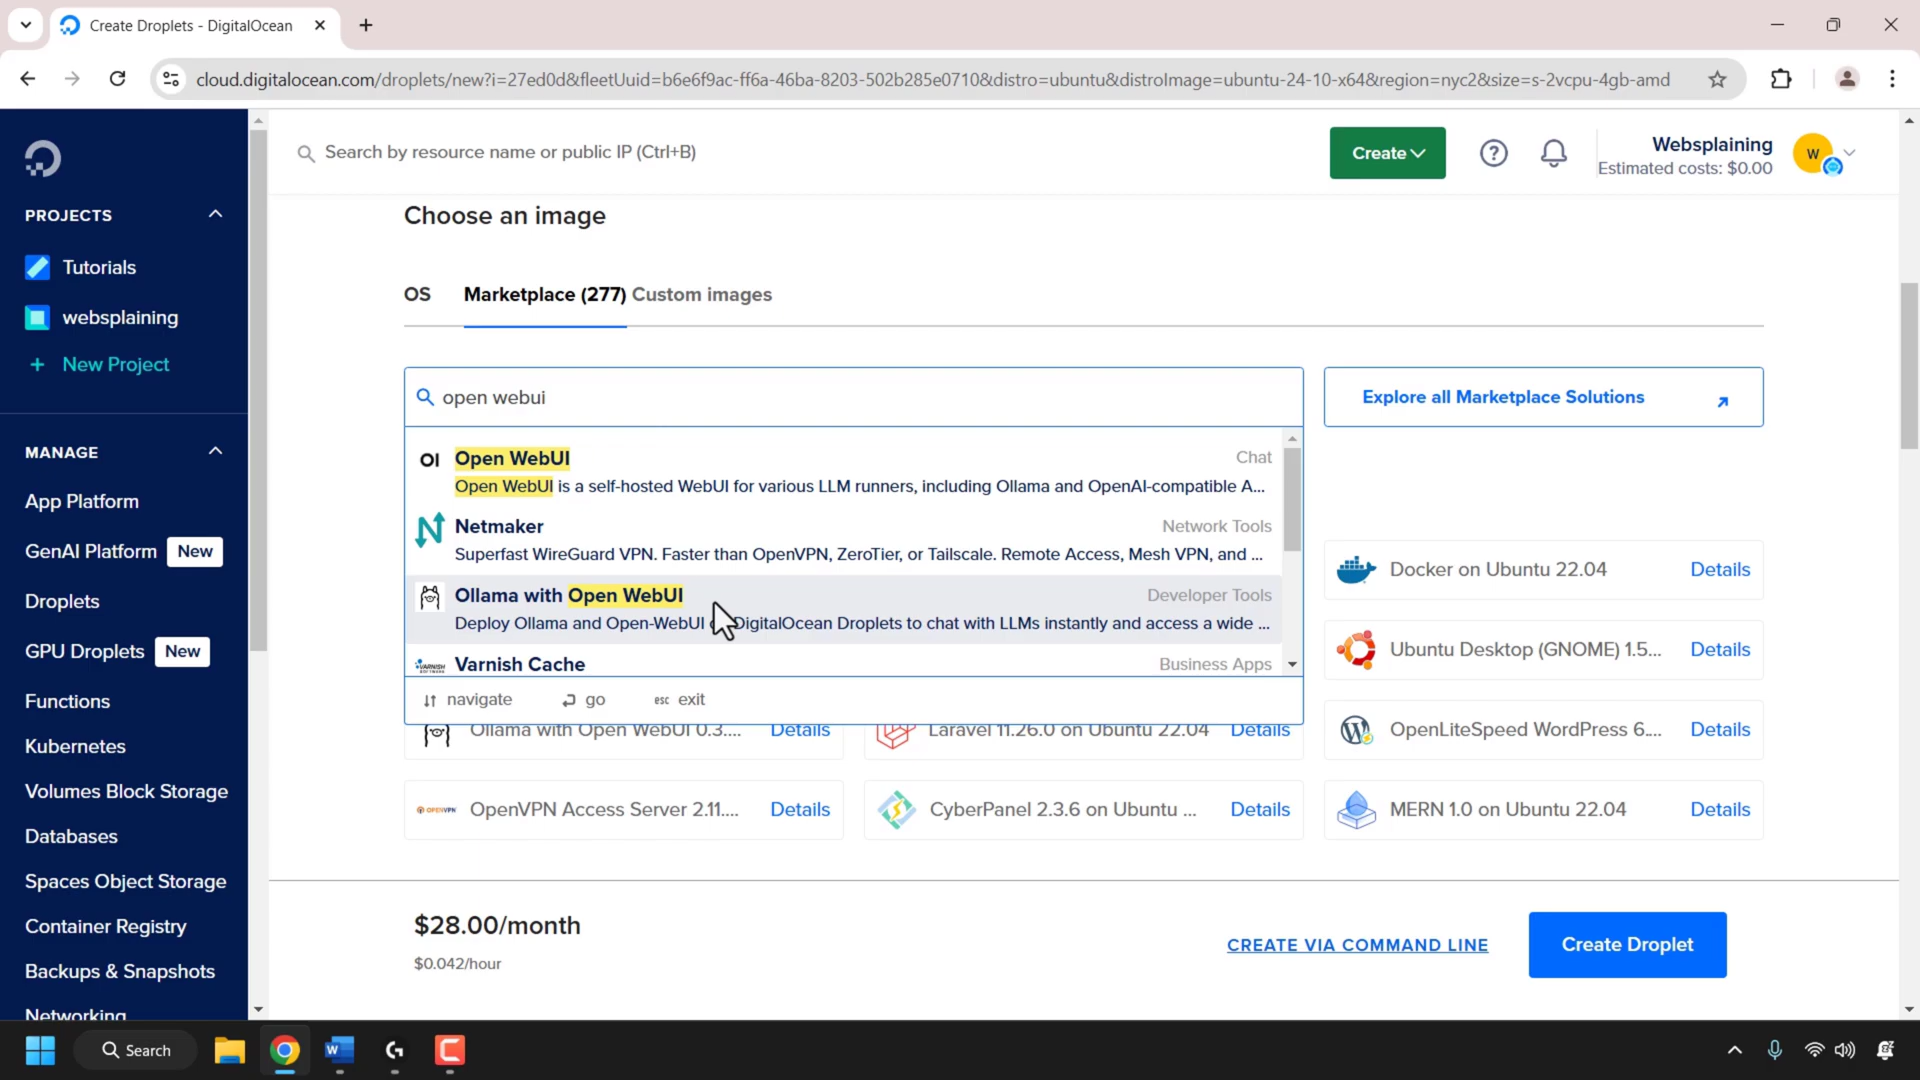 Create Droplets - DigitalOcean
cloud.digitalocean.com/droplets/new?i=27ed0d&fleetUuid=b6e6f9ac-ff6a-46ba-8203-502b285e0710&distro=ubuntu&distroImage=ubuntu-24-10-x64&region=nyc2&size=s-2vcpu-4gb-amd
Search by resource name or public IP (Ctrl+B)
Create
Websplaining
Estimated costs: $0.00
W
PROJECTS
Tutorials
websplaining
+ New Project
MANAGE
App Platform
GenAI Platform New
Droplets
GPU Droplets New
Functions
Kubernetes
Volumes Block Storage
Databases
Spaces Object Storage
Container Registry
Backups & Snapshots
Networking
Choose an image
OS Marketplace (277) Custom images
open webui
Explore all Marketplace Solutions
OI Open WebUI Chat
Open WebUI is a self-hosted WebUI for various LLM runners, including Ollama and OpenAI-compatible A...
Netmaker Network Tools
Superfast WireGuard VPN. Faster than OpenVPN, ZeroTier, or Tailscale. Remote Access, Mesh VPN, and ...
Ollama with Open WebUI Developer Tools
Deploy Ollama and Open-WebUI DigitalOcean Droplets to chat with LLMs instantly and access a wide ...
VARNISH Varnish Cache Business Apps
navigate go esc exit
Docker on Ubuntu 22.04 Details
Ubuntu Desktop (GNOME) 1.5... Details
Ollama with Open WebUI 0.3.... Details
Laravel 11.26.0 on Ubuntu 22.04 Details
OpenLiteSpeed WordPress 6.... Details
OPENVPN OpenVPN Access Server 2.11.... Details
CyberPanel 2.3.6 on Ubuntu ... Details
MERN 1.0 on Ubuntu 22.04 Details
$28.00/month
$0.042/hour
CREATE VIA COMMAND LINE
Create Droplet
Search